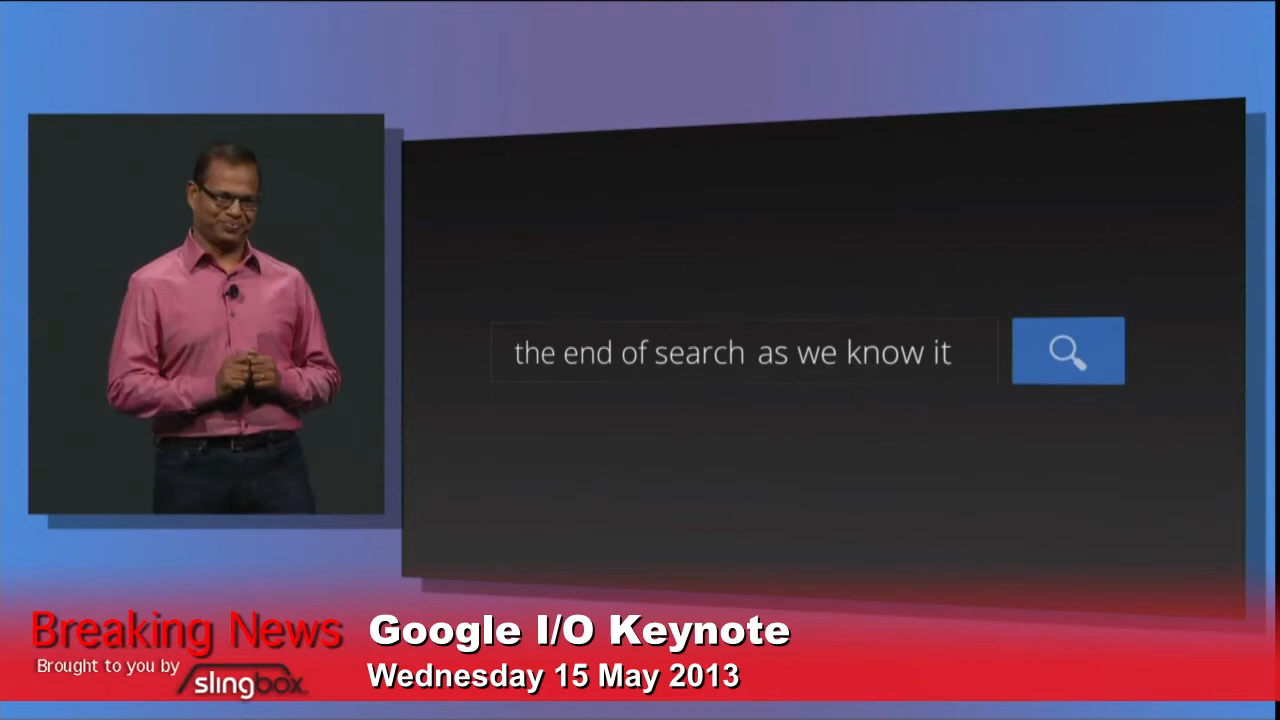 the end of search as we know it
Breaking News
Google I/O Keynote
Brought to you by
slingbox.
Wednesday 15 May 2013